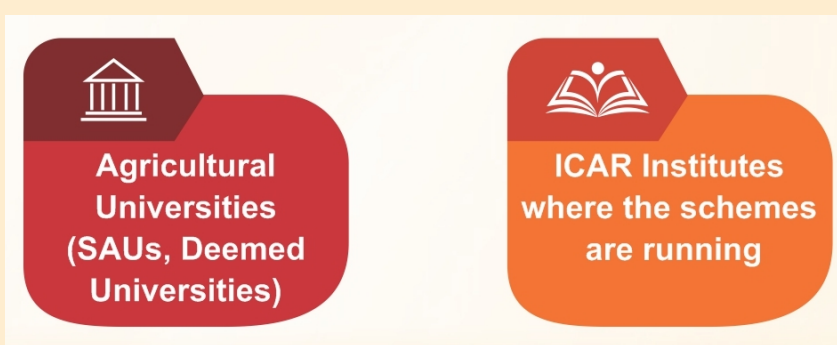 Agricultural
Universities
(SAUs, Deemed
Universities)
ICAR Institutes
where the schemes
are running